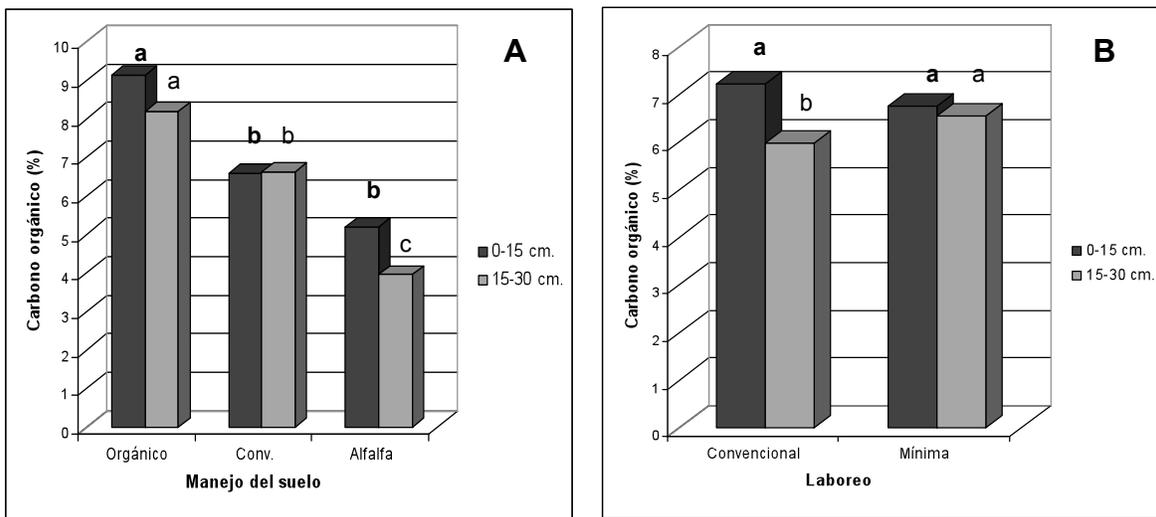 A
Carbono orgánico (%)
10
9
8
7
6
5
4
3
2
1
0
a
a
b
b
b
c
Orgánico
Conv.
Alfalfa
Manejo del suelo
0-15 cm.
15-30 cm.
B
Carbono orgánico (%)
8
7
6
5
4
3
2
1
0
a
b
a
a
Convencional
Mínima
Laboreo
0-15 cm.
15-30 cm.